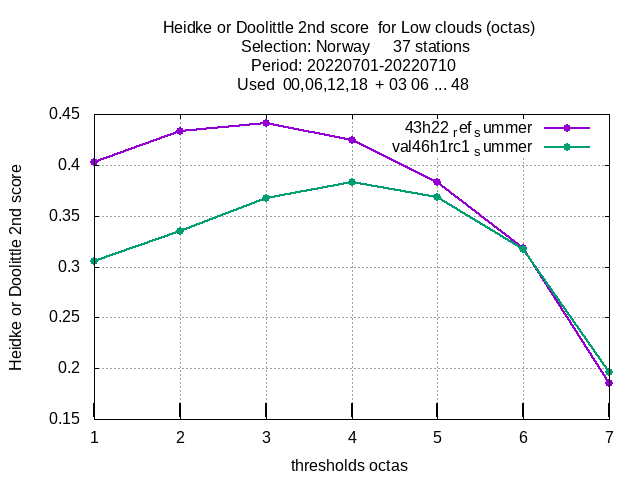 Heidke or Doolittle 2nd score for Low clouds (octas)
Selection: Norway 37 stations
Period: 20220701-20220710
Used 00,06,12,18 + 03 06 ... 48
43h22 ref summer
val46h1rc1 summer
Heidke or Doolittle 2nd score
0.45
0.4
0.35
0.3
0.25
0.2
0.15
1 2 3 4 5 6 7
thresholds octas